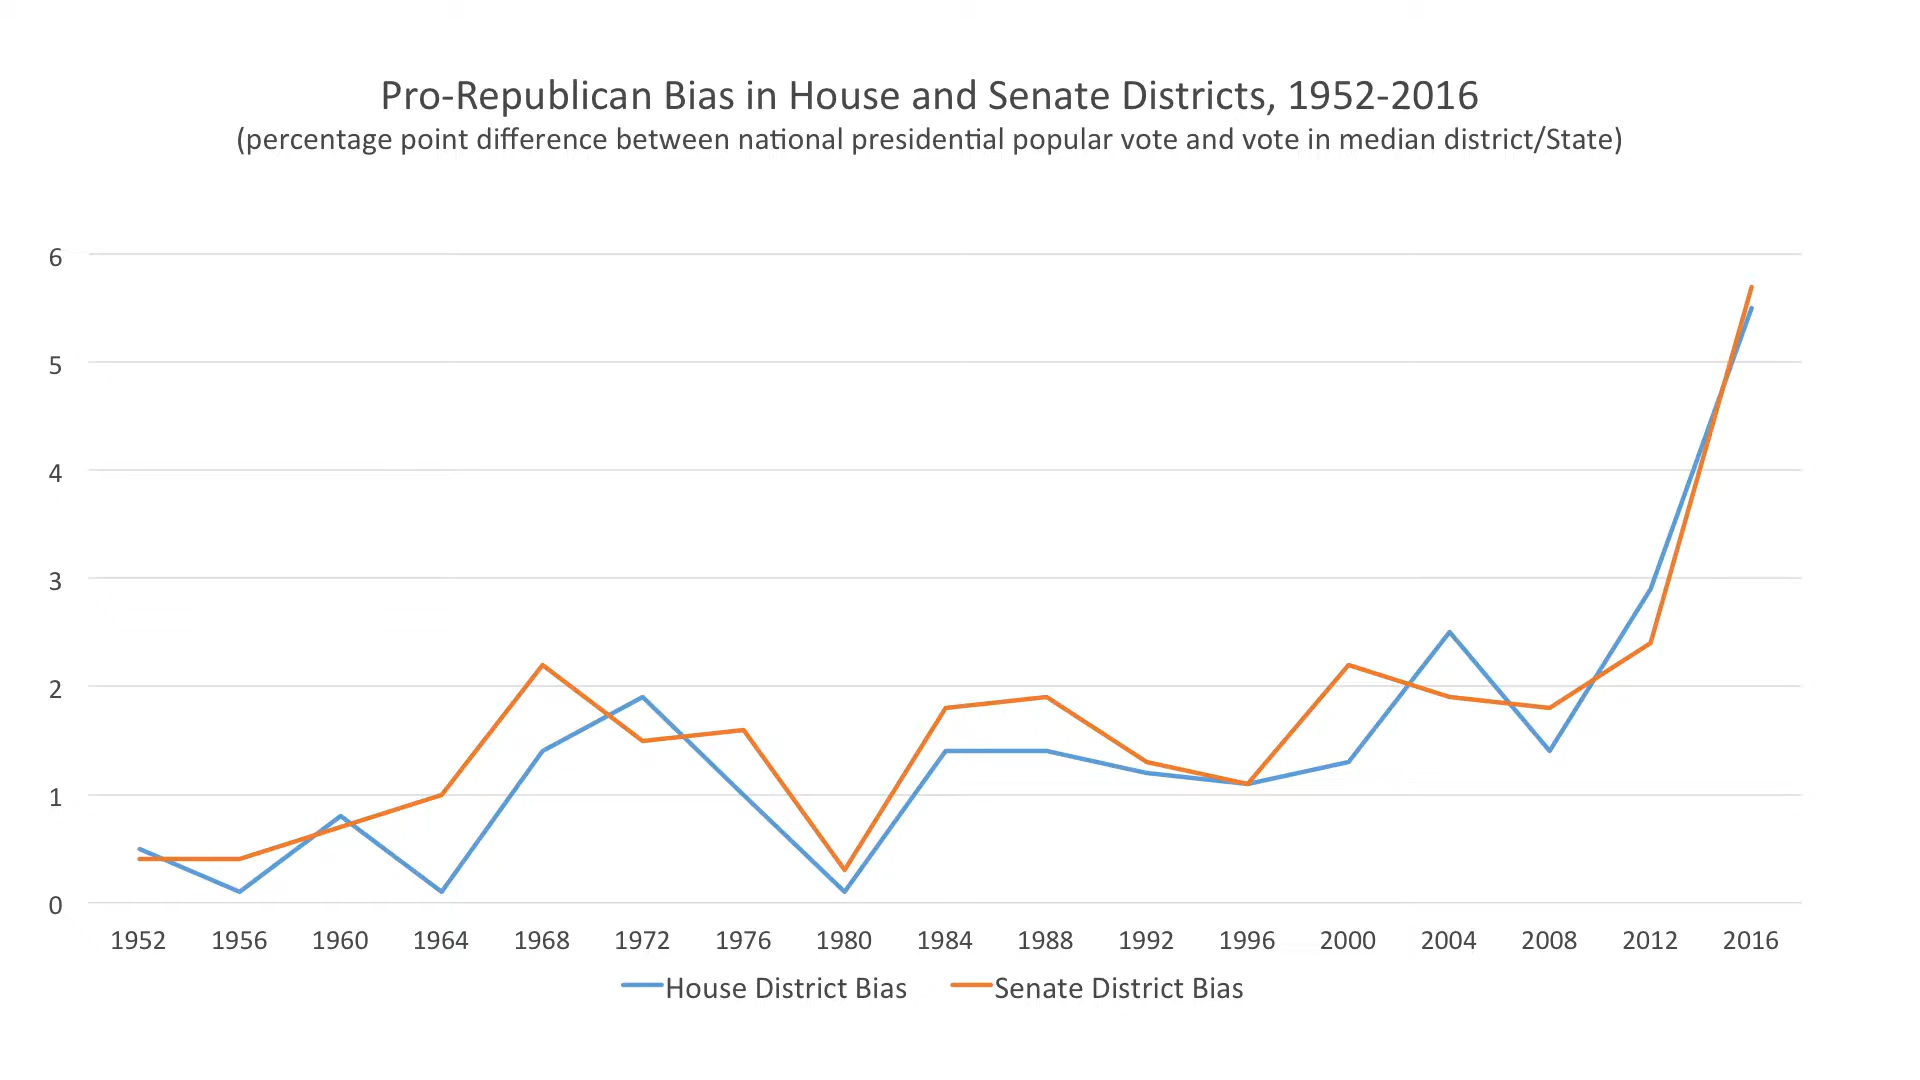 Pro-Republican Bias in House and Senate Districts, 1952-2016
(percentage point difference between national presidential popular vote and vote in median district/State)
6
5
4
3
2
1
0
1952 1956 1960 1964 1968 1972 1976 1980 1984 1988 1992 1996 2000 2004 2008 2012 2016
House District Bias Senate District Bias